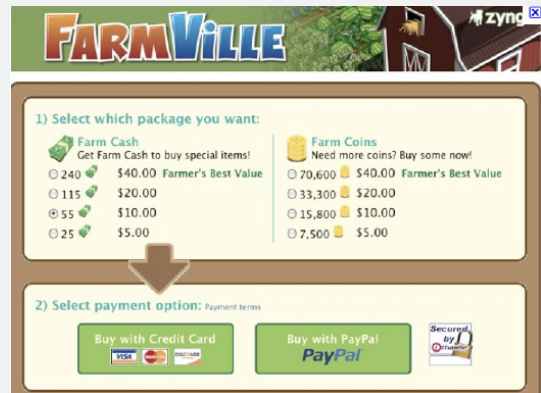 FARMVILLE
zyng
1) Select which package you want:
Farm Cash
Get Farm Cash to buy special items!
240 $40.00 Farmer's Best Value
115 $20.00
55 $10.00
25 $5.00
Farm Coins
Need more coins? Buy some now!
70,600 $40.00 Farmer's Best Value
33,300 $20.00
15,800 $10.00
7,500 $5.00
2) Select payment option: Payment terms
Buy with Credit Card
VISA MasterCard DISCOVER
Buy with PayPal
PayPal
Secured
by
thawte